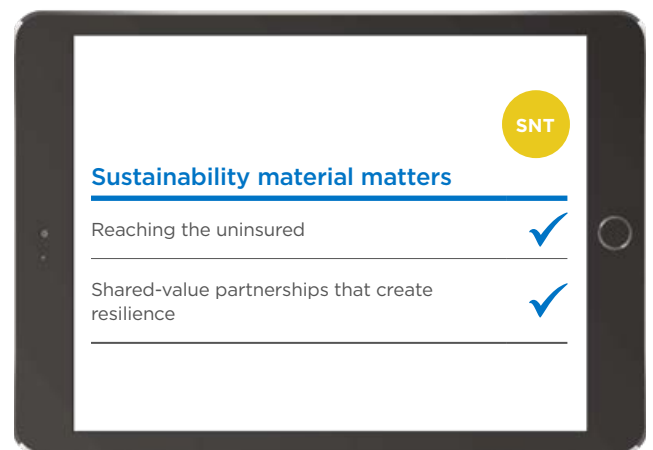 SNT
Sustainability material matters
Reaching the uninsured
Shared-value partnerships that create
resilience